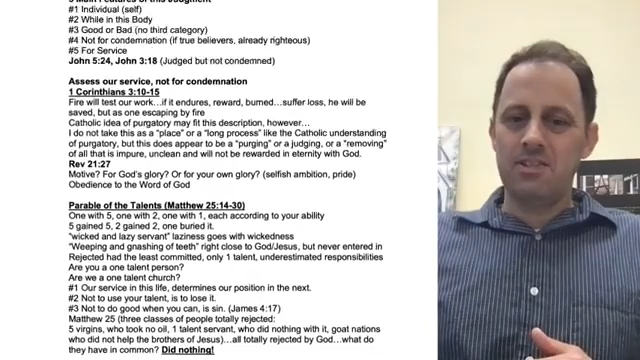 5 Main Features of this Judgment
#1 Individual (self)
#2 While in this Body
#3 Good or Bad (no third category)
#4 Not for condemnation (if true believers, already righteous)
#5 For Service
John 5:24, John 3:18 (Judged but not condemned)
Assess our service, not for condemnation
1 Corinthians 3:10-15
Fire will test our work…if it endures, reward, burned…suffer loss, he will be
saved, but as one escaping by fire
Catholic idea of purgatory may fit this description, however…
I do not take this as a “place” or a “long process” like the Catholic understanding
of purgatory, but this does appear to be a “purging” or a judging, or a “removing”
of all that is impure, unclean and will not be rewarded in eternity with God.
Rev 21:27
Motive? For God's glory? Or for your own glory? (selfish ambition, pride)
Obedience to the Word of God
Parable of the Talents (Matthew 25:14-30)
One with 5, one with 2, one with 1, each according to your ability
5 gained 5, 2 gained 2, one buried it.
“wicked and lazy servant” laziness goes with wickedness
“Weeping and gnashing of teeth” right close to God/Jesus, but never entered in
Rejected had the least committed, only 1 talent, underestimated responsibilities
Are you a one talent person?
Are we a one talent church?
#1 Our service in this life, determines our position in the next.
#2 Not to use your talent, is to lose it.
#3 Not to do good when you can, is sin. (James 4:17)
Matthew 25 (three classes of people totally rejected:
5 virgins, who took no oil, 1 talent servant, who did nothing with it, goat nations
who did not help the brothers of Jesus)…all totally rejected by God…what do
they have in common? Did nothing!